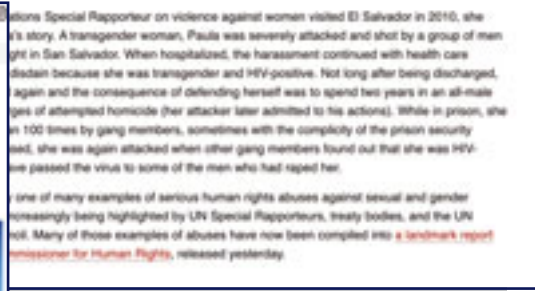 ations Special Rapporteur on violence against women visited El Salvador in 2010, she
a's story. A transgender woman, Paula was severely attacked and shot by a group of men
ght in San Salvador. When hospitalized, the harassment continued with health care
disdain because she was transgender and HIV-positive. Not long after being discharged,
again and the consequence of defending herself was to spend two years in an all-male
ges of attempted homicide (her attacker later admitted to his actions). While in prison, she
n 100 times by gang members, sometimes with the complicity of the prison security
sed, she was again attacked when other gang members found out that she was HIV-
ve passed the virus to some of the men who had raped her.
one of many examples of serious human rights abuses against sexual and gender
creasingly being highlighted by UN Special Rapporteurs, treaty bodies, and the UN
cil. Many of those examples of abuses have now been compiled into a landmark report
mmissioner for Human Rights, released yesterday.